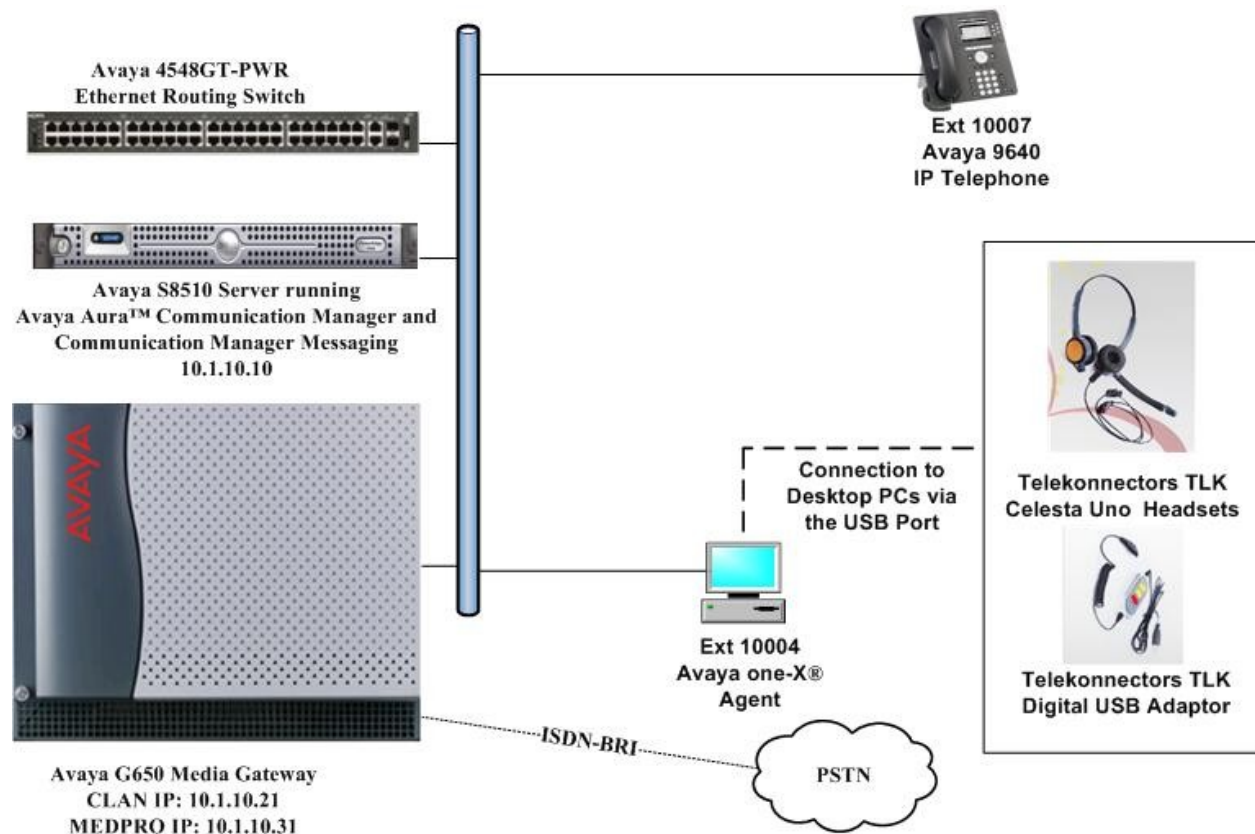 Avaya 4548GT-PWR
Ethernet Routing Switch
Avaya S8510 Server running
Avaya Aura™ Communication Manager and
Communication Manager Messaging
10.1.10.10
AVAYA
Avaya G650 Media Gateway
CLAN IP: 10.1.10.21
MEDPRO IP: 10.1.10.31
Ext 10007
Avaya 9640
IP Telephone
Connection to
Desktop PCs via
the USB Port
Ext 10004
Avaya one-X®
Agent
ISDN-BRI
PSTN
Telekonnectors TLK
Celesta Uno Headsets
Telekonnectors TLK
Digital USB Adaptor